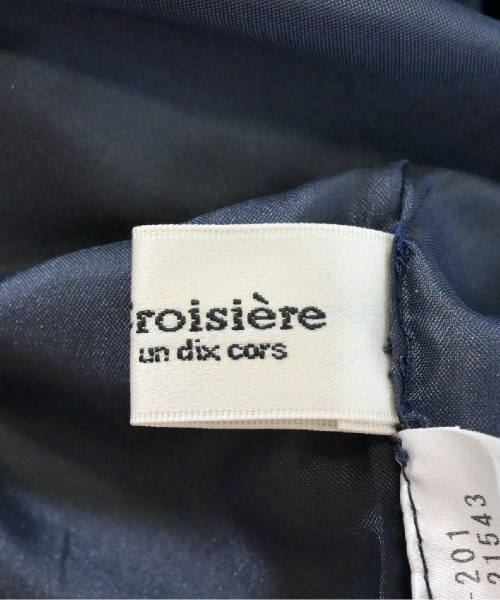 roisière
un dix cors
-201
21543